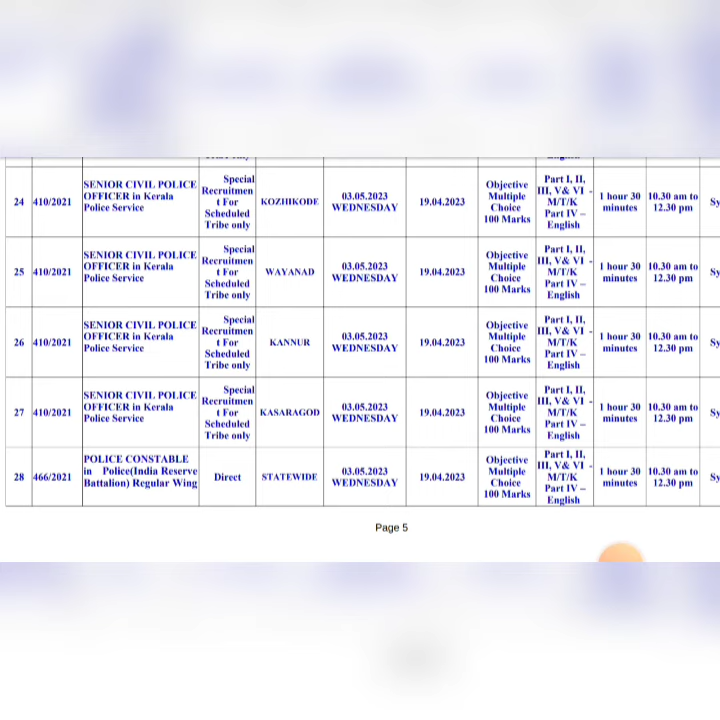 24 410/2021 SENIOR CIVIL POLICE OFFICER in Kerala Police Service Special Recruitmen t For Scheduled Tribe only KOZHIKODE 03.05.2023 WEDNESDAY 19.04.2023 Objective Multiple Choice 100 Marks Part I, II, III, V& VI - M/T/K Part IV – English 1 hour 30 minutes 10.30 am to 12.30 pm Sy
25 410/2021 SENIOR CIVIL POLICE OFFICER in Kerala Police Service Special Recruitmen t For Scheduled Tribe only WAYANAD 03.05.2023 WEDNESDAY 19.04.2023 Objective Multiple Choice 100 Marks Part I, II, III, V& VI - M/T/K Part IV – English 1 hour 30 minutes 10.30 am to 12.30 pm Sy
26 410/2021 SENIOR CIVIL POLICE OFFICER in Kerala Police Service Special Recruitmen t For Scheduled Tribe only KANNUR 03.05.2023 WEDNESDAY 19.04.2023 Objective Multiple Choice 100 Marks Part I, II, III, V& VI - M/T/K Part IV – English 1 hour 30 minutes 10.30 am to 12.30 pm Sy
27 410/2021 SENIOR CIVIL POLICE OFFICER in Kerala Police Service Special Recruitmen t For Scheduled Tribe only KASARAGOD 03.05.2023 WEDNESDAY 19.04.2023 Objective Multiple Choice 100 Marks Part I, II, III, V& VI - M/T/K Part IV – English 1 hour 30 minutes 10.30 am to 12.30 pm Sy
28 466/2021 POLICE CONSTABLE in Police(India Reserve Battalion) Regular Wing Direct STATEWIDE 03.05.2023 WEDNESDAY 19.04.2023 Objective Multiple Choice 100 Marks Part I, II, III, V& VI - M/T/K Part IV – English 1 hour 30 minutes 10.30 am to 12.30 pm Sy
Page 5